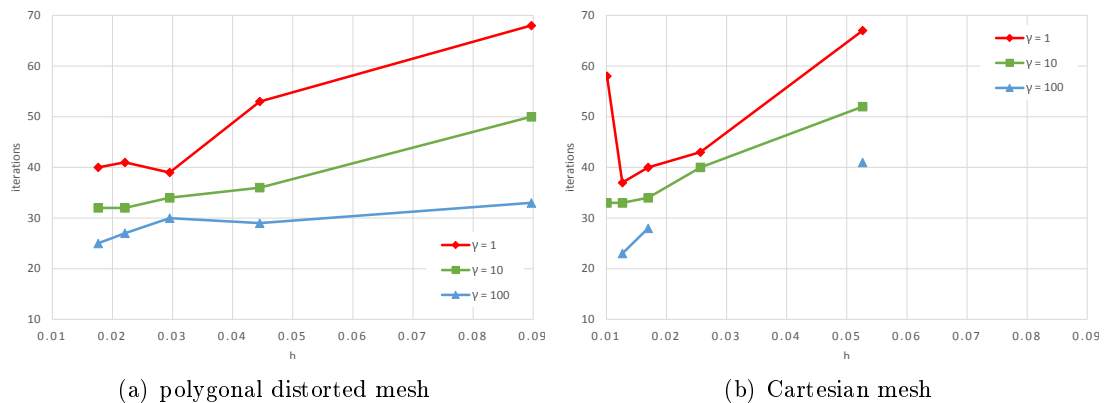 70
60
50
40
30
20
10
iterations
0.01
0.02
0.03
0.04
0.05
0.06
0.07
0.08
0.09
h
γ = 1
γ = 10
γ = 100
(a) polygonal distorted mesh
70
60
50
40
30
20
10
iterations
0.01
0.02
0.03
0.04
0.05
0.06
0.07
0.08
0.09
h
γ = 1
γ = 10
γ = 100
(b) Cartesian mesh